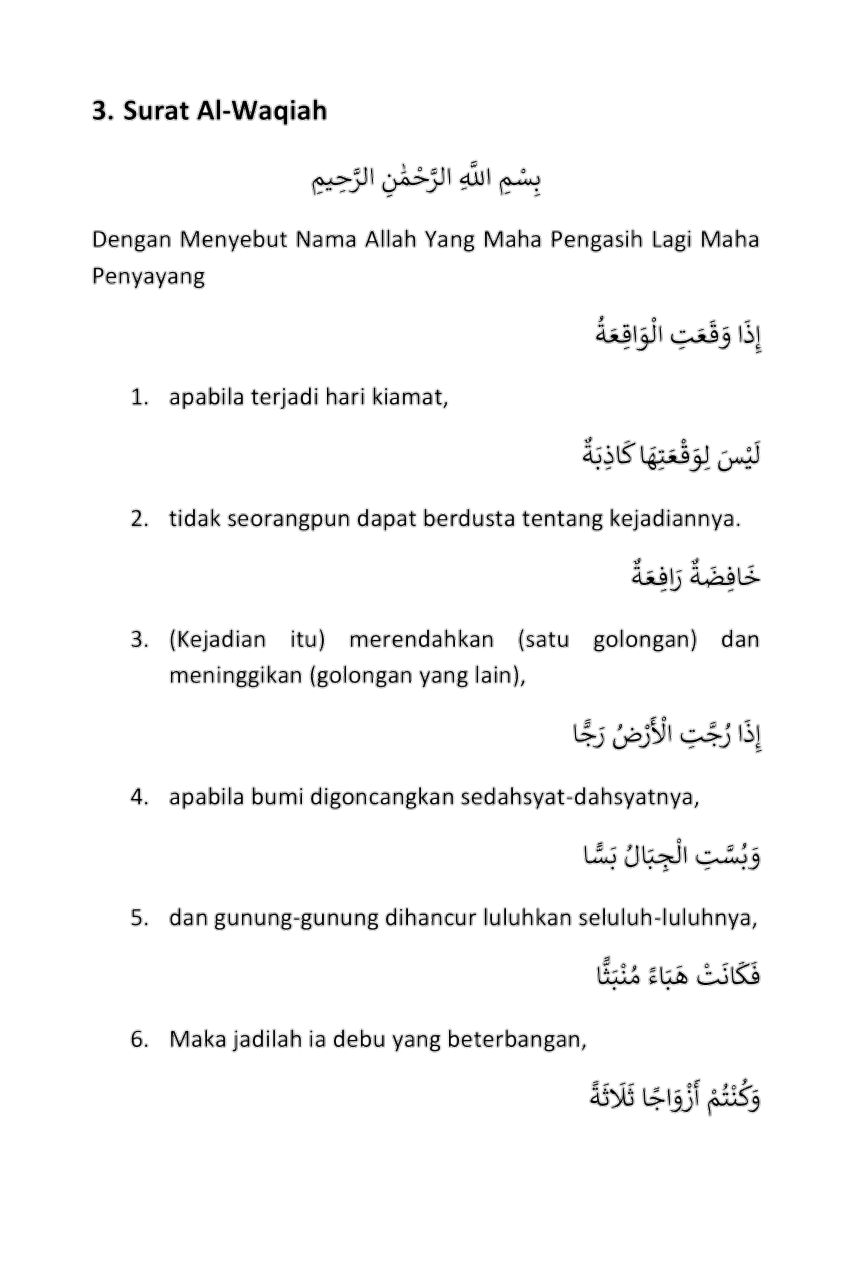 3. Surat Al-Waqiah
بِسْمِ اللَّهِ الرَّحْمَٰنِ الرَّحِيمِ
Dengan Menyebut Nama Allah Yang Maha Pengasih Lagi Maha
Penyayang
إِذَا وَقَعَتِ الْوَاقِعَةُ
1. apabila terjadi hari kiamat,
لَيْسَ لِوَقْعَتِهَا كَاذِبَةٌ
2. tidak seorangpun dapat berdusta tentang kejadiannya.
خَافِضَةٌ رَافِعَةٌ
3. (Kejadian itu) merendahkan (satu golongan) dan
meninggikan (golongan yang lain),
إِذَا رُجَّتِ الْأَرْضُ رَجًّا
4. apabila bumi digoncangkan sedahsyat-dahsyatnya,
وَبُسَّتِ الْجِبَالُ بَسًّا
5. dan gunung-gunung dihancur luluhkan seluluh-luluhnya,
فَكَانَتْ هَبَاءً مُنْبَثًّا
6. Maka jadilah ia debu yang beterbangan,
وَكُنْتُمْ أَزْوَاجًا ثَلَاثَةً